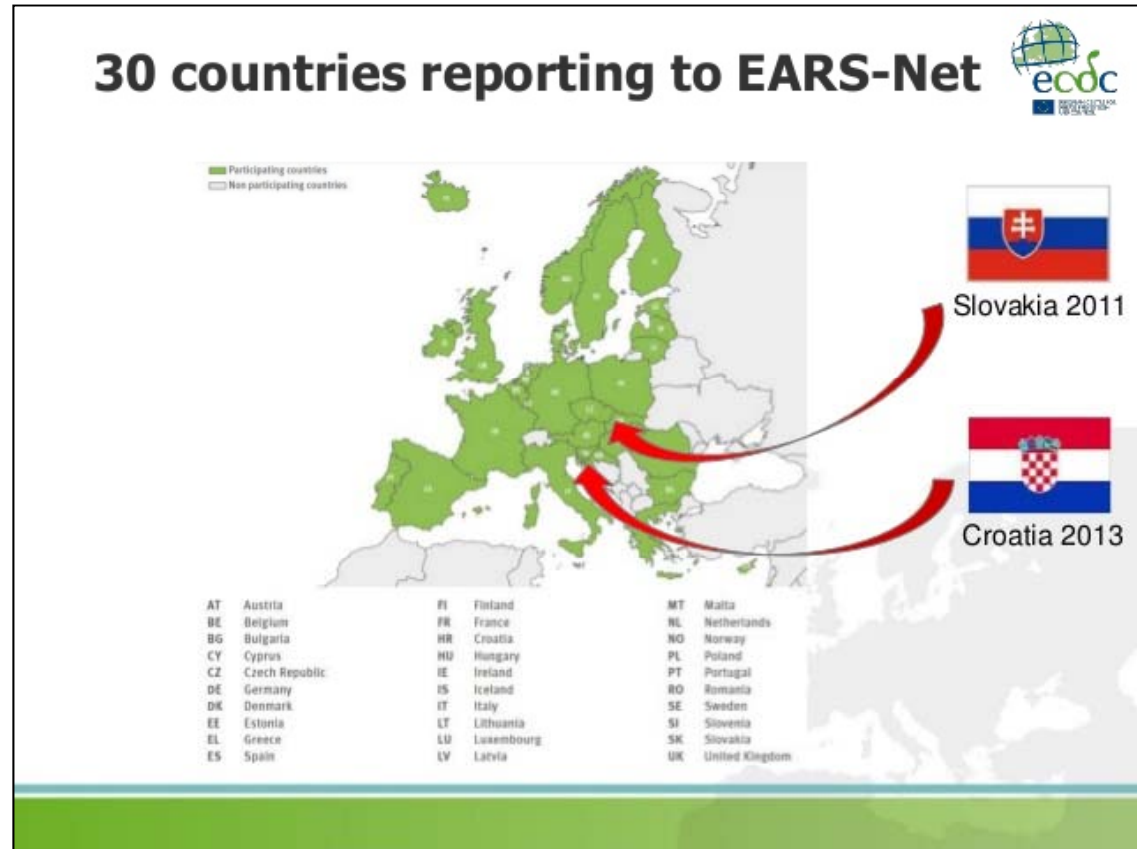 30 countries reporting to EARS-Net
ecdc
Participating countries
Non participating countries
Slovakia 2011
Croatia 2013
AT Austria
BE Belgium
BG Bulgaria
CY Cyprus
CZ Czech Republic
DE Germany
DK Denmark
EE Estonia
EL Greece
ES Spain
FI Finland
FR France
HR Croatia
HU Hungary
IE Ireland
IS Iceland
IT Italy
LT Lithuania
LU Luxembourg
LV Latvia
MT Malta
NL Netherlands
NO Norway
PL Poland
PT Portugal
RO Romania
SE Sweden
SI Slovenia
SK Slovakia
UK United Kingdom